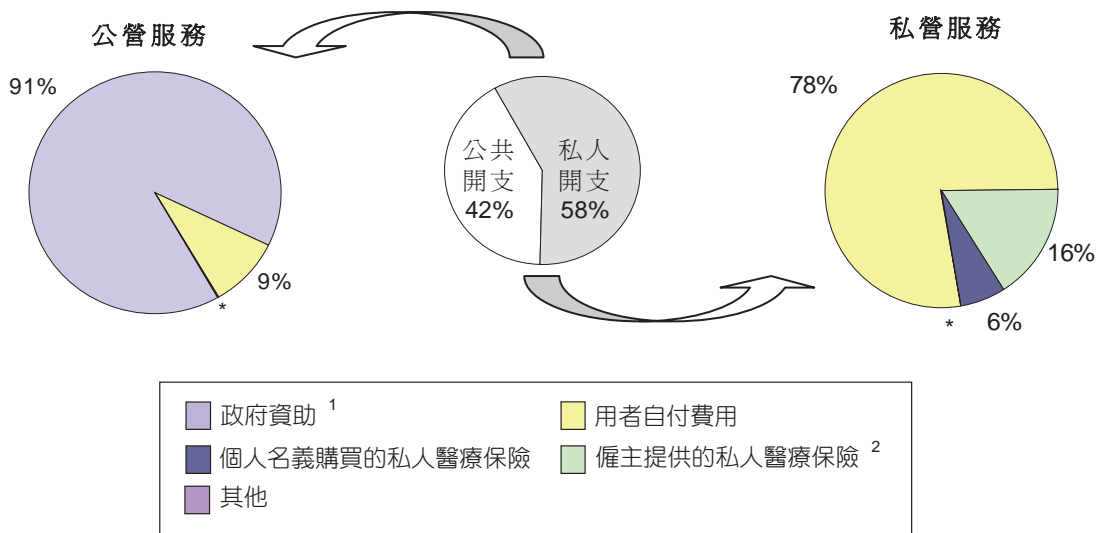 公營服務
91%
9%
*
公共
開支
42%
私人
開支
58%
私營服務
78%
16%
6%
*
政府資助 1
用者自付費用
個人名義購買的私人醫療保險
僱主提供的私人醫療保險 2
其他